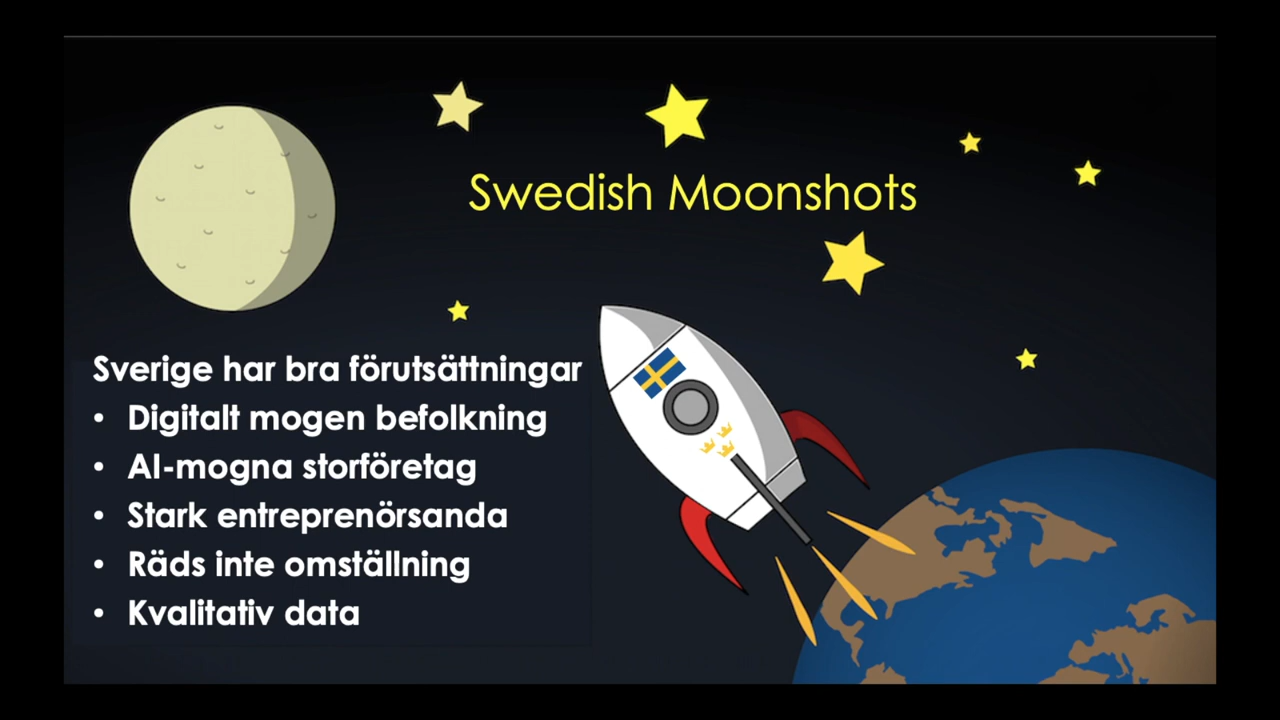 Swedish Moonshots
Sverige har bra förutsättningar
• Digitalt mogen befolkning
• AI-mogna storföretag
• Stark entreprenörsanda
• Räds inte omställning
• Kvalitativ data